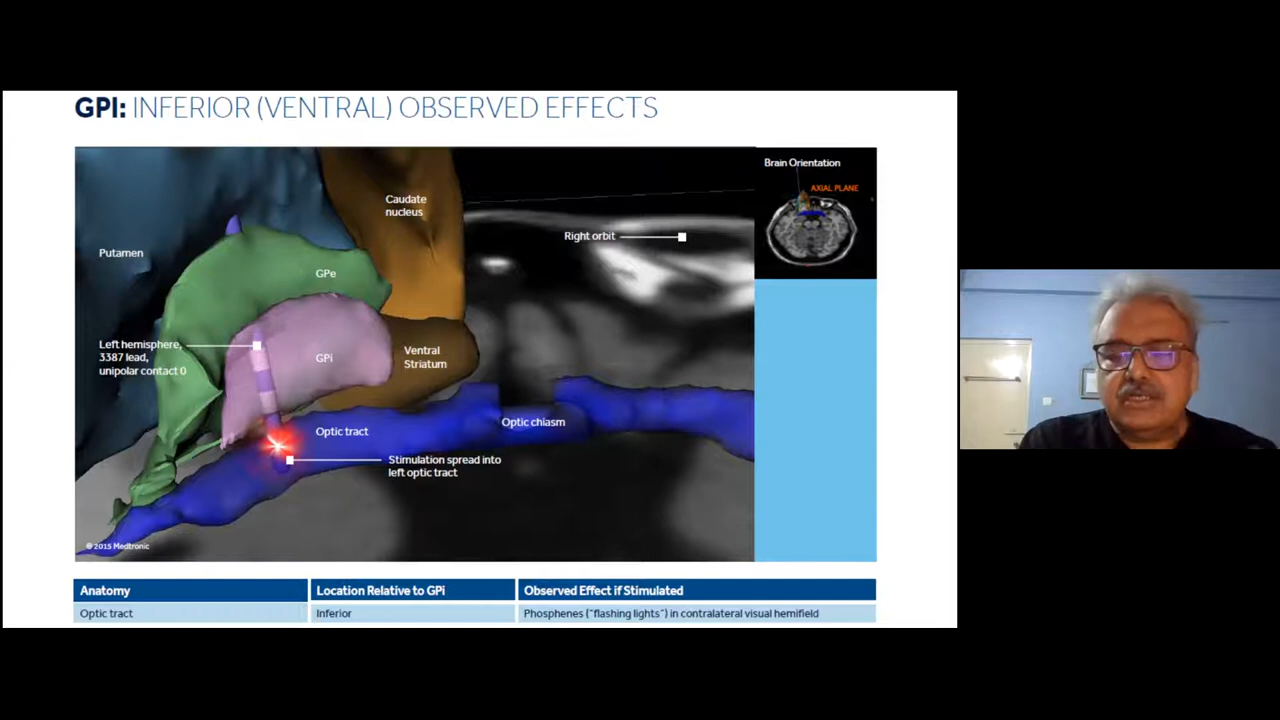 GPI: INFERIOR (VENTRAL) OBSERVED EFFECTS
Brain Orientation
AXIAL PLANE
Caudate
nucleus
Right orbit
Putamen
GPe
Left hemisphere,
3387 lead,
unipolar contact 0
GPi
Ventral
Striatum
Optic tract
Optic chiasm
Stimulation spread into
left optic tract
© 2015 Medtronic
Anatomy Location Relative to GPi Observed Effect if Stimulated
Optic tract Inferior Phosphenes (“flashing lights”) in contralateral visual hemifield